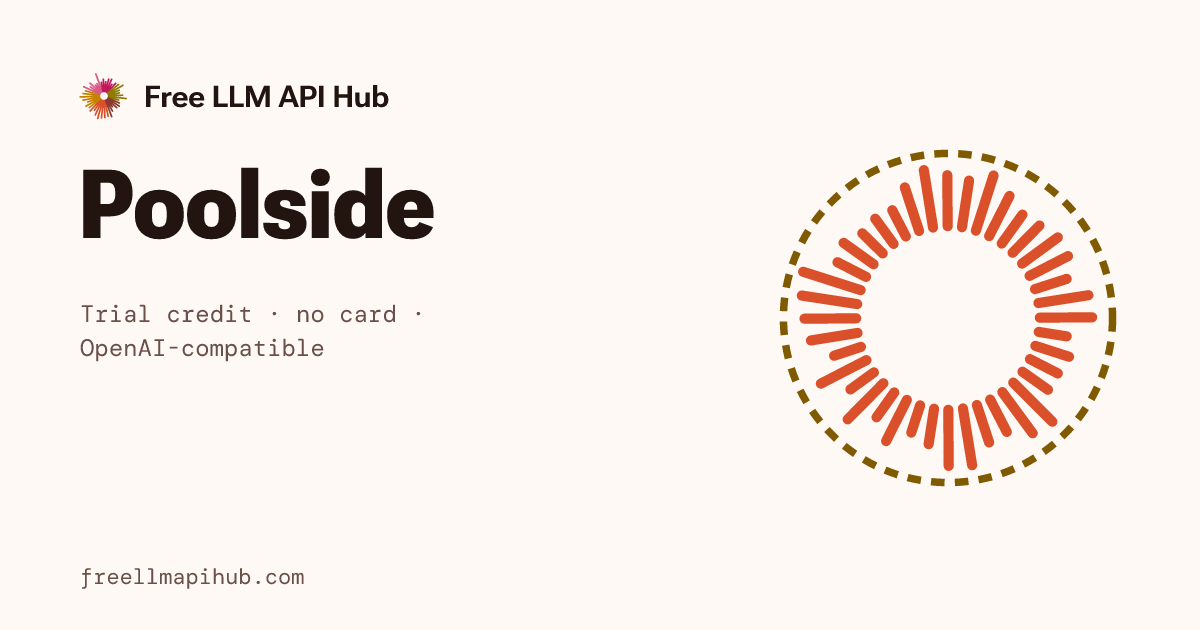 Free LLM API Hub
Poolside
Trial credit · no card ·
OpenAI-compatible
freellmapihub.com